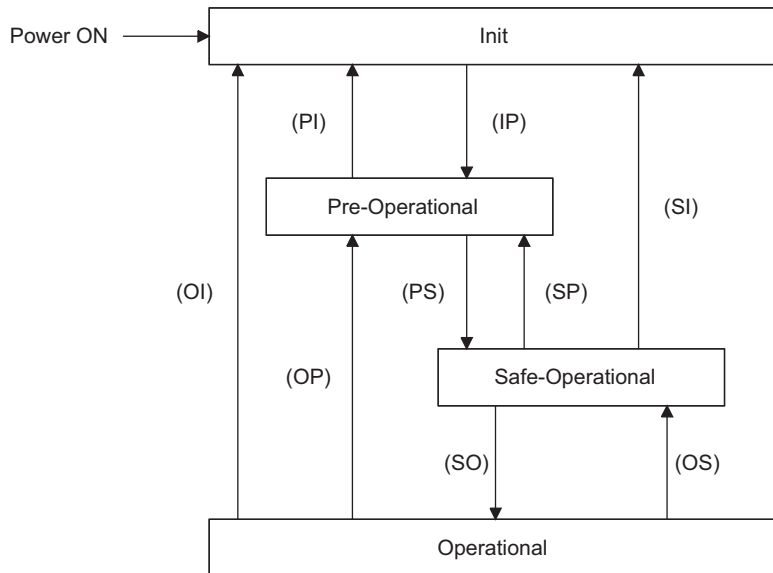 Power ON
Init
(PI)
(IP)
Pre-Operational
(SI)
(OI)
(PS)
(SP)
(OP)
Safe-Operational
(SO)
(OS)
Operational